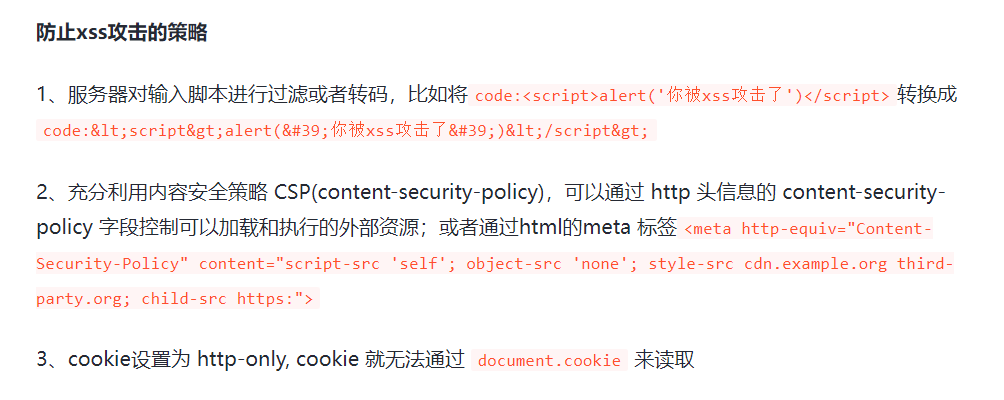 防止xss攻击的策略
1、服务器对输入脚本进行过滤或者转码，比如将 code:<script>alert('你被xss攻击了')</script> 转换成
code:&lt;script&gt;alert(&#39;你被xss攻击了&#39;)&lt;/script&gt;
2、充分利用内容安全策略 CSP(content-security-policy)，可以通过 http 头信息的 content-security-
policy 字段控制可以加载和执行的外部资源；或者通过html的meta 标签 <meta http-equiv="Content-
Security-Policy" content="script-src 'self'; object-src 'none'; style-src cdn.example.org third-
party.org; child-src https:">
3、cookie设置为 http-only, cookie 就无法通过 document.cookie 来读取